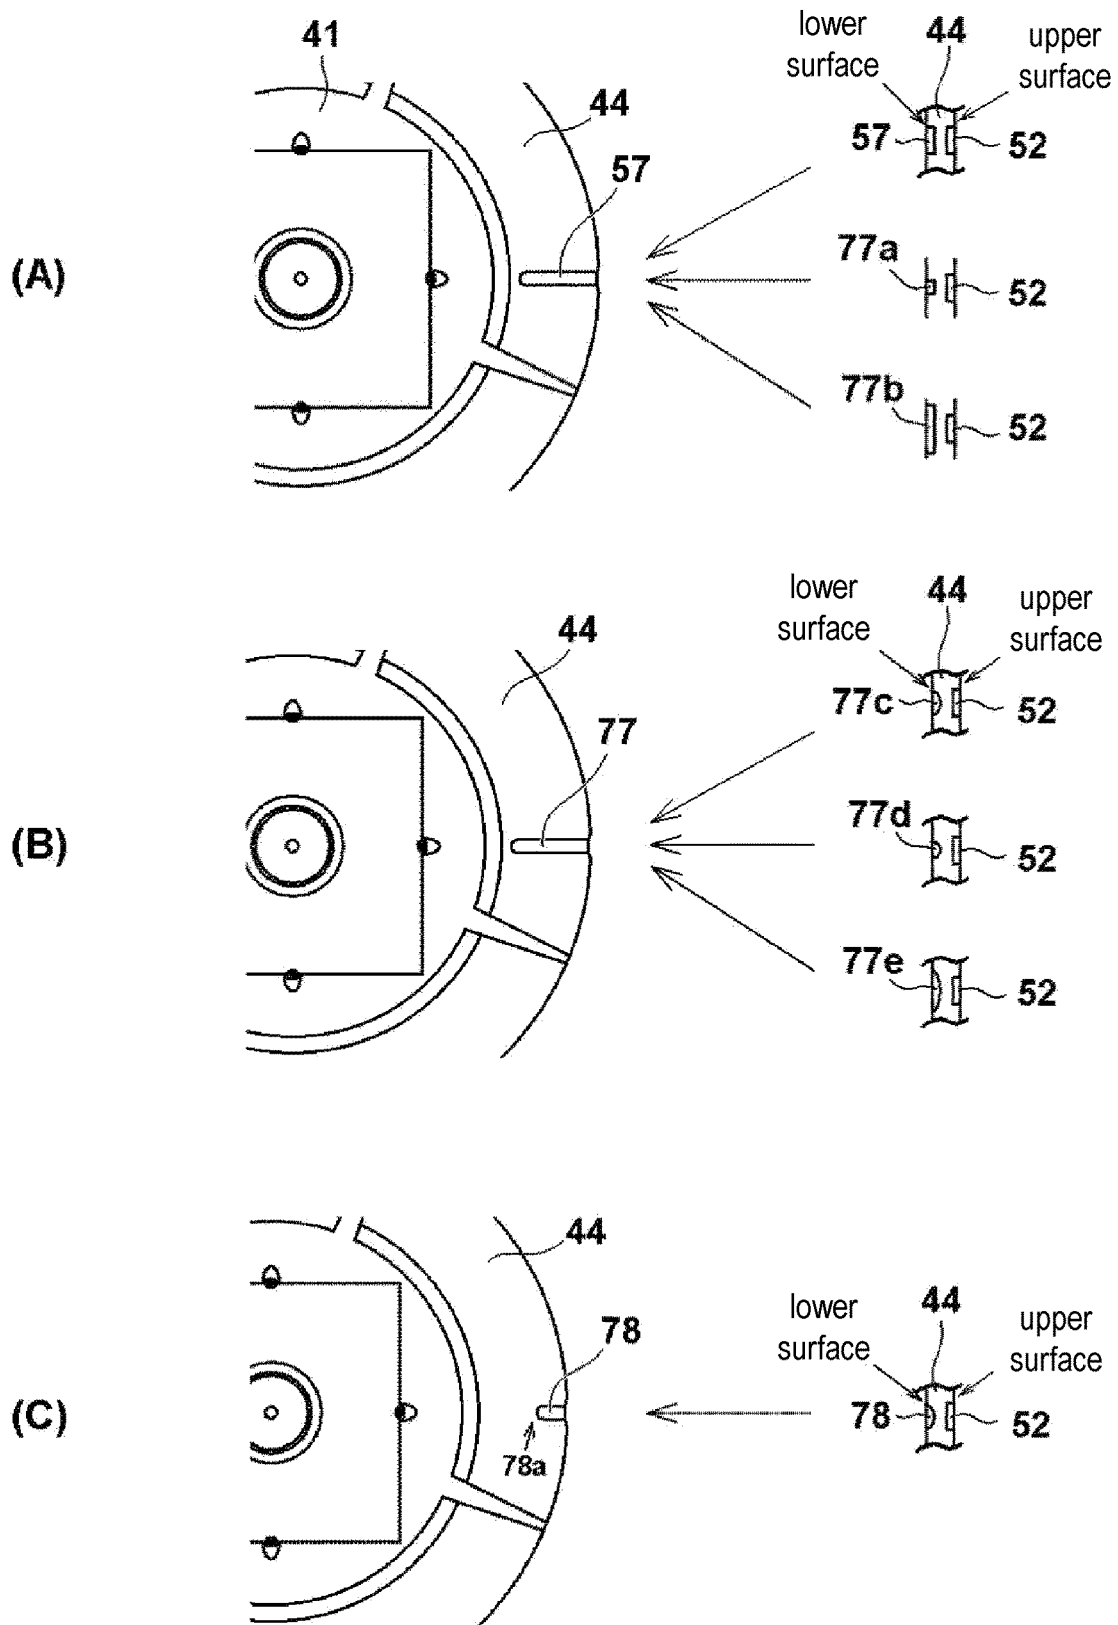 41
44
57
(A)
lower
surface
44
upper
surface
57
52
77a
52
77b
52
44
77
(B)
lower
surface
44
upper
surface
77c
52
77d
52
77e
52
44
78
78a
(C)
lower
surface
44
upper
surface
78
52